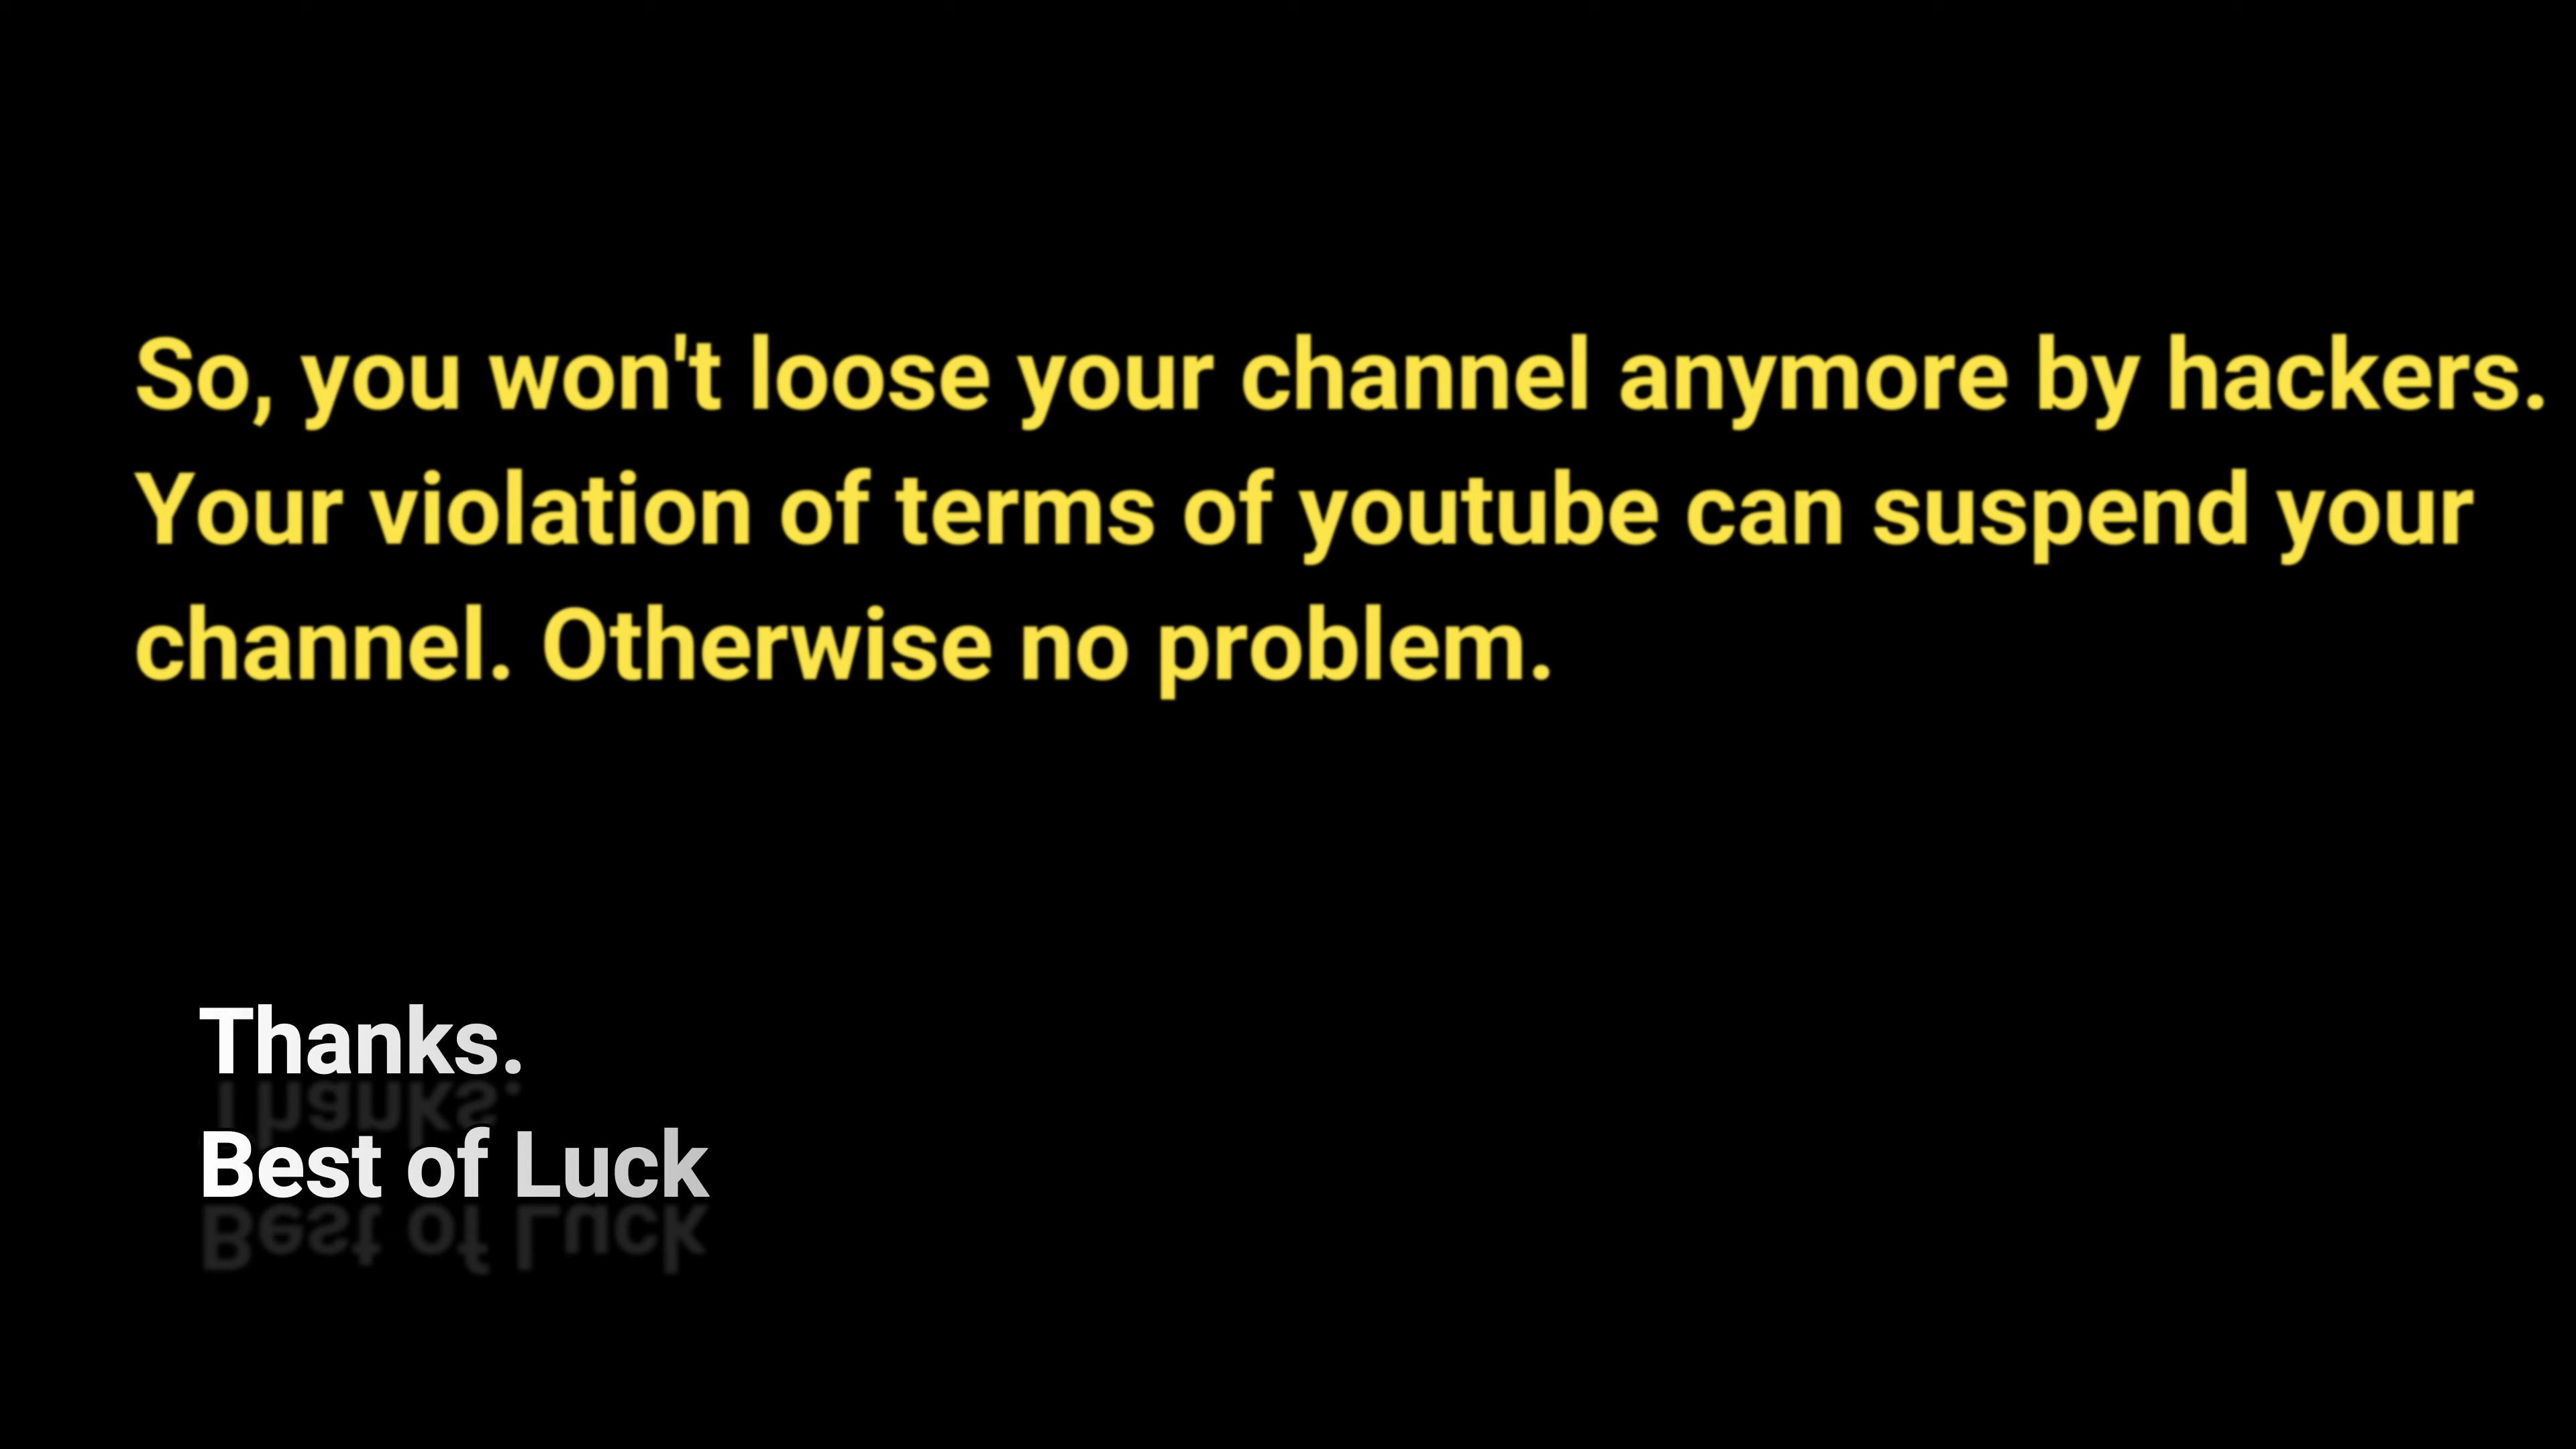 So, you won't loose your channel anymore by hackers.
Your violation of terms of youtube can suspend your
channel. Otherwise no problem.
Thanks.
Best of Luck